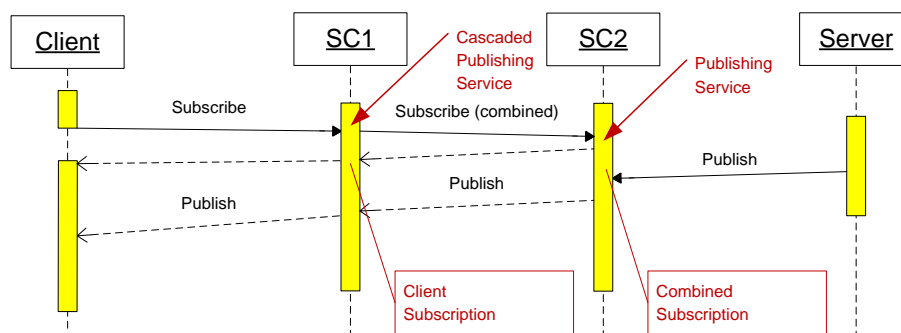 Client
SC1
SC2
Server
Cascaded
Publishing
Service
Publishing
Service
Subscribe
Subscribe (combined)
Publish
Publish
Publish
Client
Subscription
Combined
Subscription